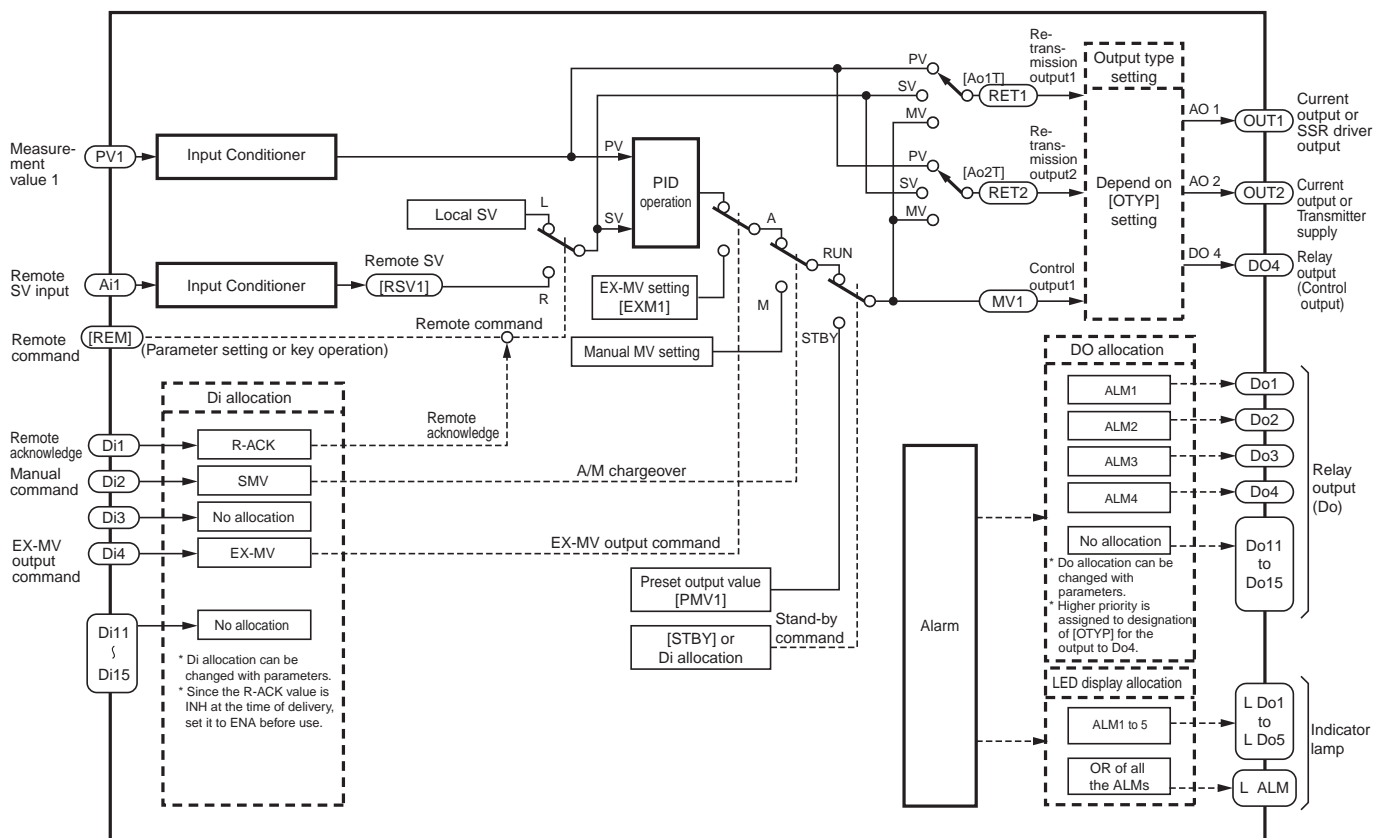 Measure-
ment
value 1
PV1
Input Conditioner
Remote
SV input
Ai1
Input Conditioner
Remote SV
[RSV1]
Remote
command
[REM]
(Parameter setting or key operation)
Remote command
Local SV
L
R
PV
SV
PID
operation
EX-MV setting
[EXM1]
Manual MV setting
A
M
RUN
STBY
PV
SV
MV
[Ao1T]
RET1
Re-
trans-
mission
output1
PV
SV
MV
[Ao2T]
RET2
Re-
trans-
mission
output2
MV1
Control
output1
Output type
setting
Depend on
[OTYP]
setting
AO 1
OUT1
Current
output or
SSR driver
output
AO 2
OUT2
Current
output or
Transmitter
supply
DO 4
DO4
Relay
output
(Control
output)
Di allocation
Remote
acknowledge
Di1
R-ACK
Remote
acknowledge
Manual
command
Di2
SMV
A/M chargeover
Di3
No allocation
EX-MV
output
command
Di4
EX-MV
EX-MV output command
Di11
~
Di15
No allocation
* Di allocation can be
changed with parameters.
* Since the R-ACK value is
INH at the time of delivery,
set it to ENA before use.
Preset output value
[PMV1]
[STBY] or
Di allocation
Stand-by
command
Alarm
DO allocation
ALM1
ALM2
ALM3
ALM4
No allocation
* Do allocation can be
changed with
parameters.
* Higher priority is
assigned to designation
of [OTYP] for the
output to Do4.
Do1
Do2
Do3
Do4
Do11
to
Do15
Relay
output
(Do)
LED display allocation
ALM1 to 5
OR of all
the ALMs
L Do1
to
L Do5
L ALM
Indicator
lamp